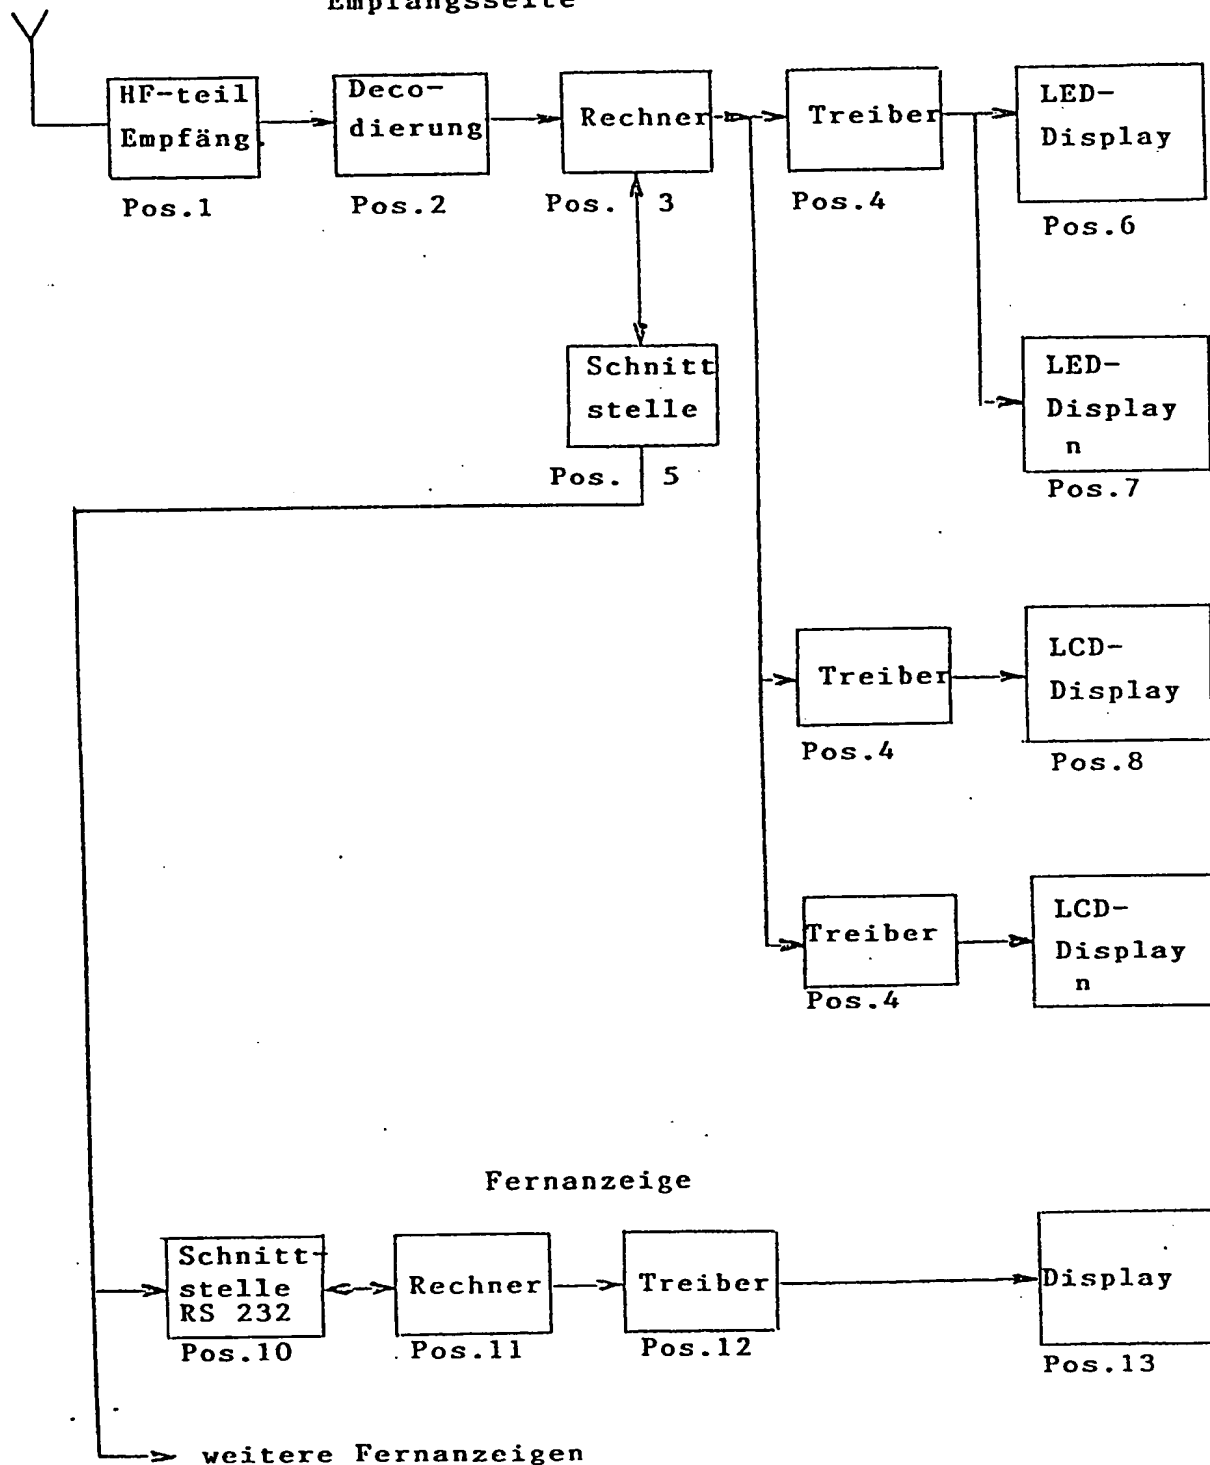 Empfangsseite
HF-teil
Empfäng.
Pos.1
Deco-
dierung
Pos.2
Rechner
Pos. 3
Treiber
Pos.4
LED-
Display
Pos.6
LED-
Display
n
Pos.7
Schnitt
stelle
Pos. 5
Treiber
Pos.4
LCD-
Display
Pos.8
Treiber
Pos.4
LCD-
Display
n
Fernanzeige
Schnitt-
stelle
RS 232
Pos.10
Rechner
Pos.11
Treiber
Pos.12
Display
Pos.13
weitere Fernanzeigen